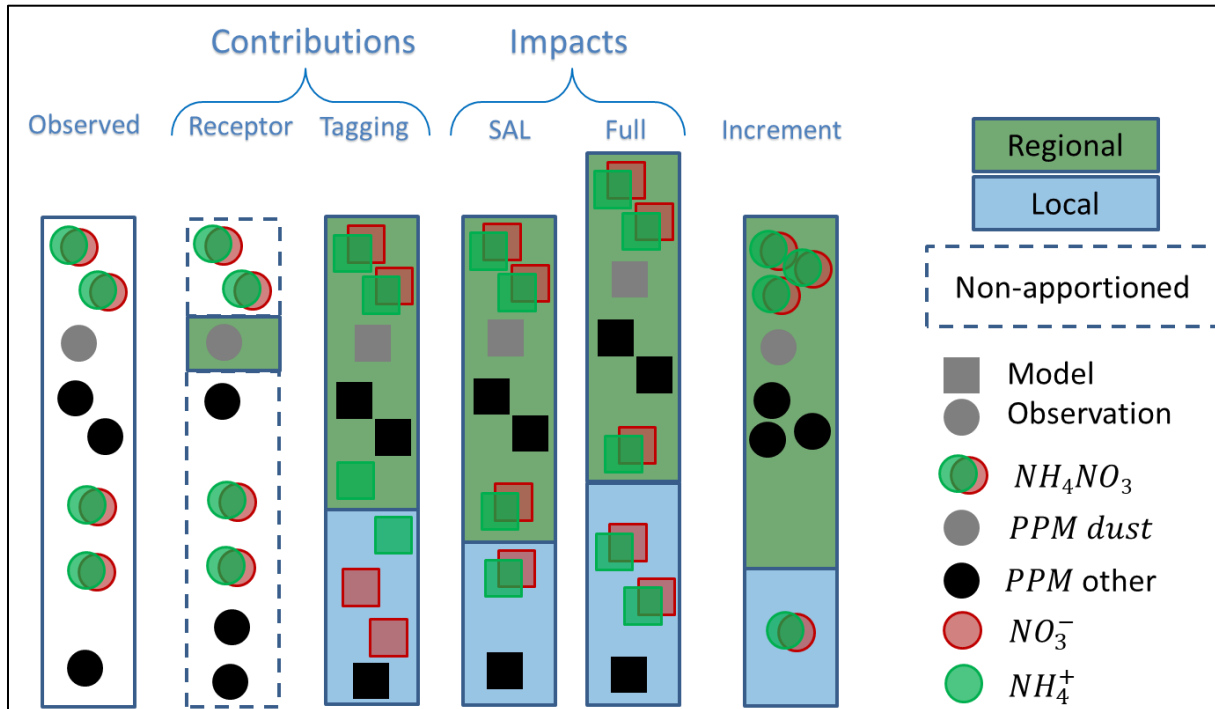 Contributions Impacts
Observed Receptor Tagging SAL Full Increment
Regional
Local
Non-apportioned
Model
Observation
NH₄NO₃
PPM dust
PPM other
NO₃⁻
NH₄⁺